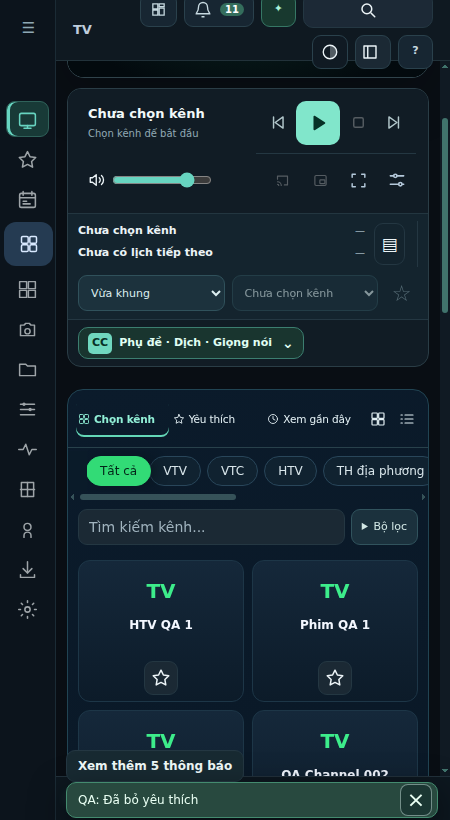 TV
11
?
Chưa chọn kênh
Chọn kênh để bắt đầu
Chưa chọn kênh —
Chưa có lịch tiếp theo —
Vừa khung Chưa chọn kênh
CC Phụ đề · Dịch · Giọng nói
Chọn kênh Yêu thích Xem gần đây
Tất cả VTV VTC HTV TH địa phương
Tìm kiếm kênh... Bộ lọc
TV TV
HTV QA 1 Phim QA 1
TV TV
QA Channel 002
Xem thêm 5 thông báo
QA: Đã bỏ yêu thích